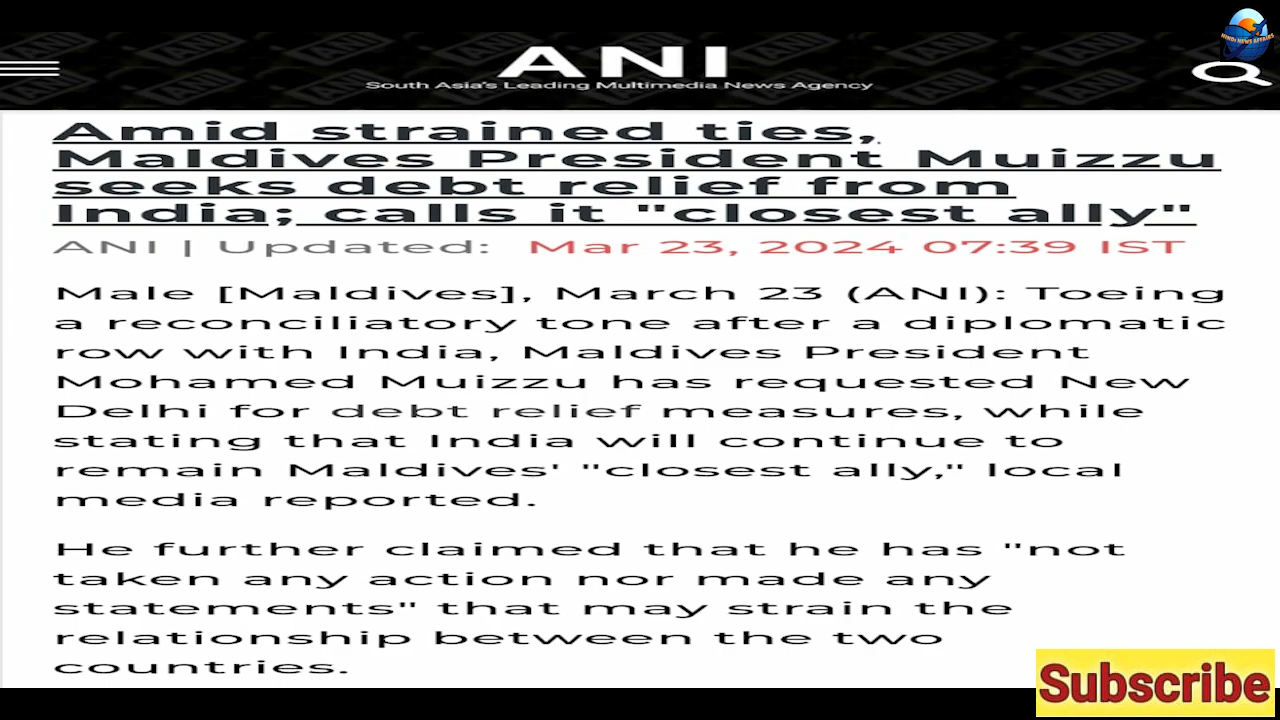 ANI
South Asia's Leading Multimedia News Agency
HINDI NEWS AFFAIRS
Amid strained ties,
Maldives President Muizzu
seeks debt relief from
India; calls it "closest ally"
ANI | Updated: Mar 23, 2024 07:39 IST
Male [Maldives], March 23 (ANI): Toeing
a reconciliatory tone after a diplomatic
row with India, Maldives President
Mohamed Muizzu has requested New
Delhi for debt relief measures, while
stating that India will continue to
remain Maldives' "closest ally," local
media reported.
He further claimed that he has "not
taken any action nor made any
statements" that may strain the
relationship between the two
countries.
Subscribe